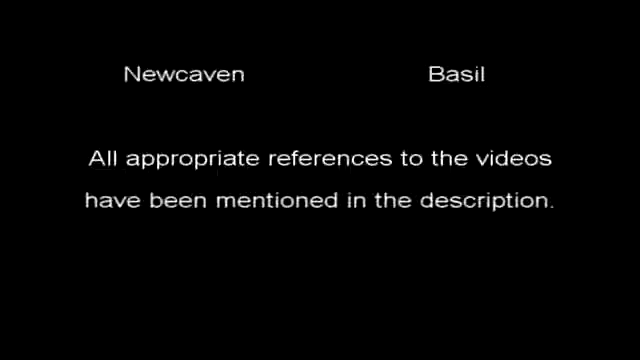 Newcaven Basil
All appropriate references to the videos
have been mentioned in the description.